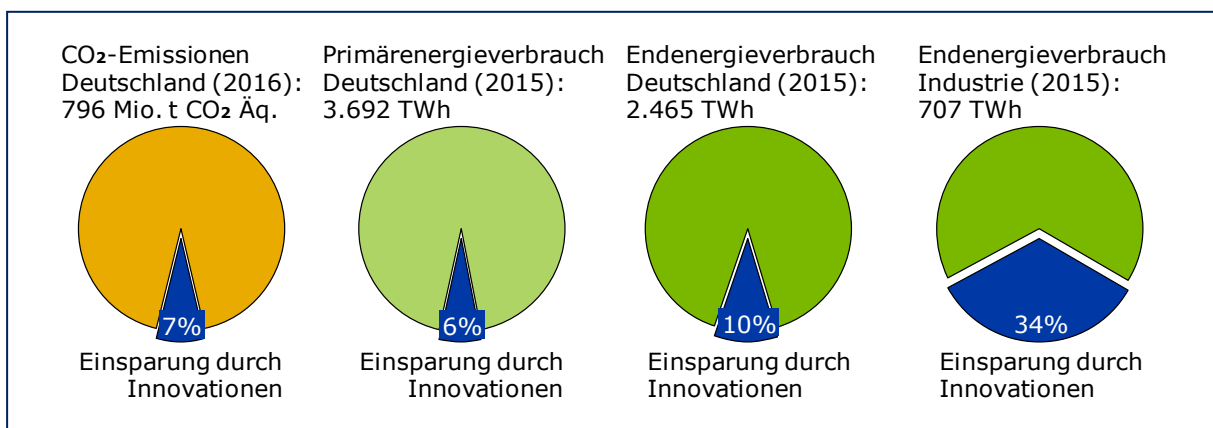 CO₂-Emissionen
Deutschland (2016):
796 Mio. t CO₂ Äq.
7%
Einsparung durch
Innovationen
Primärenergieverbrauch
Deutschland (2015):
3.692 TWh
6%
Einsparung durch
Innovationen
Endenergieverbrauch
Deutschland (2015):
2.465 TWh
10%
Einsparung durch
Innovationen
Endenergieverbrauch
Industrie (2015):
707 TWh
34%
Einsparung durch
Innovationen